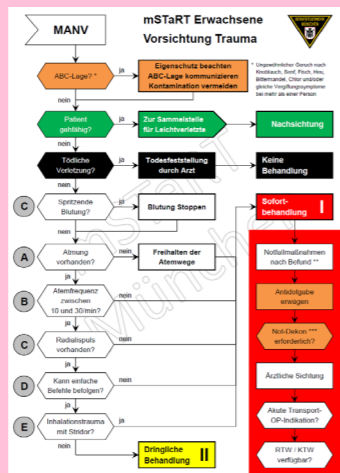 MANV
mSTaRT Erwachsene
Vorsicht Trauma
ABC-Lage? *
ja
Eigenschutz beachten
ABC-Lage kommunizieren
Kontamination vermeiden
* Ungewöhnlicher Geruch nach
Knoblauch, Senf, Fisch, Heu,
Bittermandel, Chlor und/oder
gleiche Vergiftungssymptome
bei mehr als einer Person
nein
Patient
gehfähig?
ja
Zur Sammelstelle
für Leichtverletzte
Nachsichtung
nein
Tödliche
Verletzung?
ja
Todesfeststellung
durch Arzt
Keine
Behandlung
nein
C
Spritzende
Blutung?
ja
Blutung Stoppen
Sofort-
behandlung
I
nein
A
Atmung
vorhanden?
nein
Freihalten der
Atemwege
Notfallmaßnahmen
nach Befund **
ja
B
Atemfrequenz
zwischen
10 und 30/min?
nein
Antidotgabe
erwägen
ja
C
Radialispuls
vorhanden?
nein
Not-Dekon ***
erforderlich?
ja
D
Kann einfache
Befehle befolgen?
nein
Ärztliche Sichtung
ja
E
Inhalationstrauma
mit Stridor?
ja
Akute Transport-
OP-Indikation?
nein
Dringliche
Behandlung
II
RTW / KTW
verfügbar?
mSTaRT
München